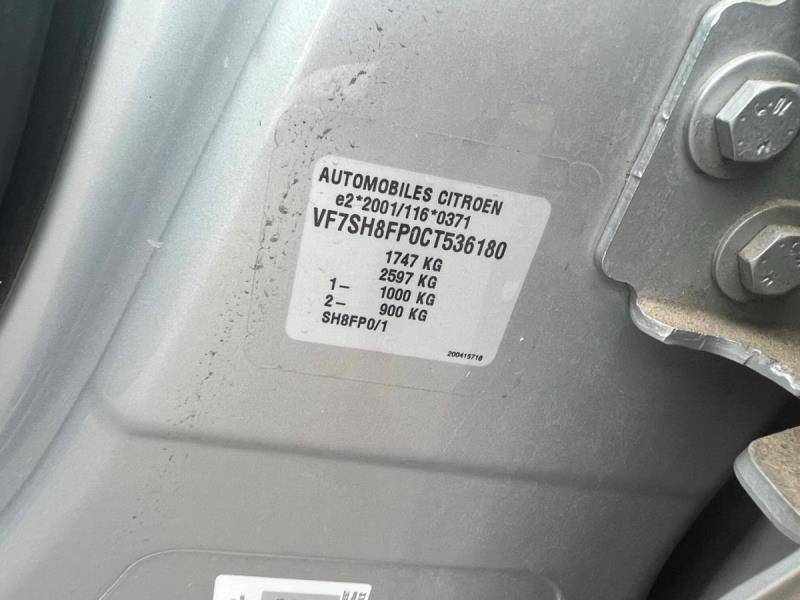 AUTOMOBILES CITROEN
e2*2001/116*0371
VF7SH8FP0CT536180
1747 KG
2597 KG
1– 1000 KG
2– 900 KG
SH8FP0/1
200415718